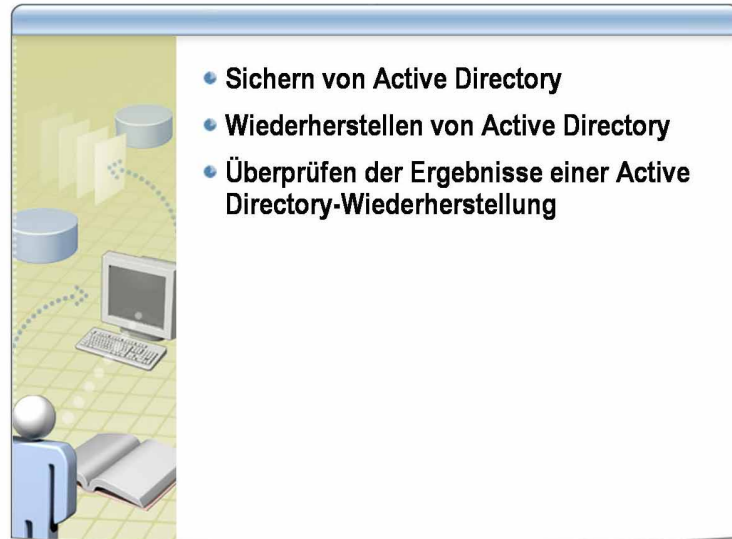 Sichern von Active Directory
Wiederherstellen von Active Directory
Überprüfen der Ergebnisse einer Active
Directory-Wiederherstellung